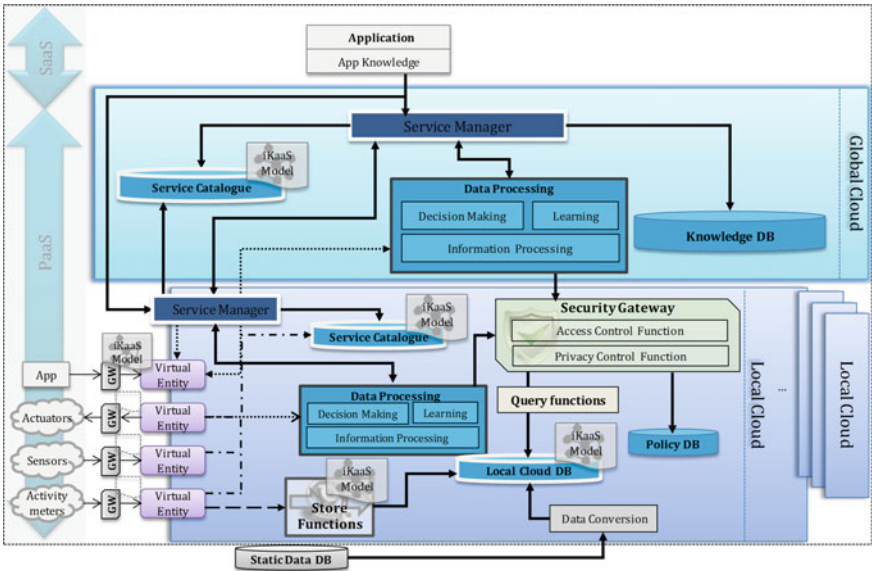 SaaS
PaaS
Application
App Knowledge
Service Manager
iKaaS
Model
Service Catalogue
Data Processing
Decision Making
Learning
Information Processing
Knowledge DB
Global Cloud
Service Manager
iKaaS
Model
Service Catalogue
Security Gateway
Access Control Function
Privacy Control Function
Local Cloud
...
Local Cloud
iKaaS
Model
App
GW
Virtual
Entity
Actuators
GW
Virtual
Entity
Sensors
GW
Virtual
Entity
Activity
meters
GW
Virtual
Entity
Data Processing
Decision Making
Learning
Information Processing
Query functions
Policy DB
iKaaS
Model
Local Cloud DB
iKaaS
Model
Store
Functions
Data Conversion
Static Data DB